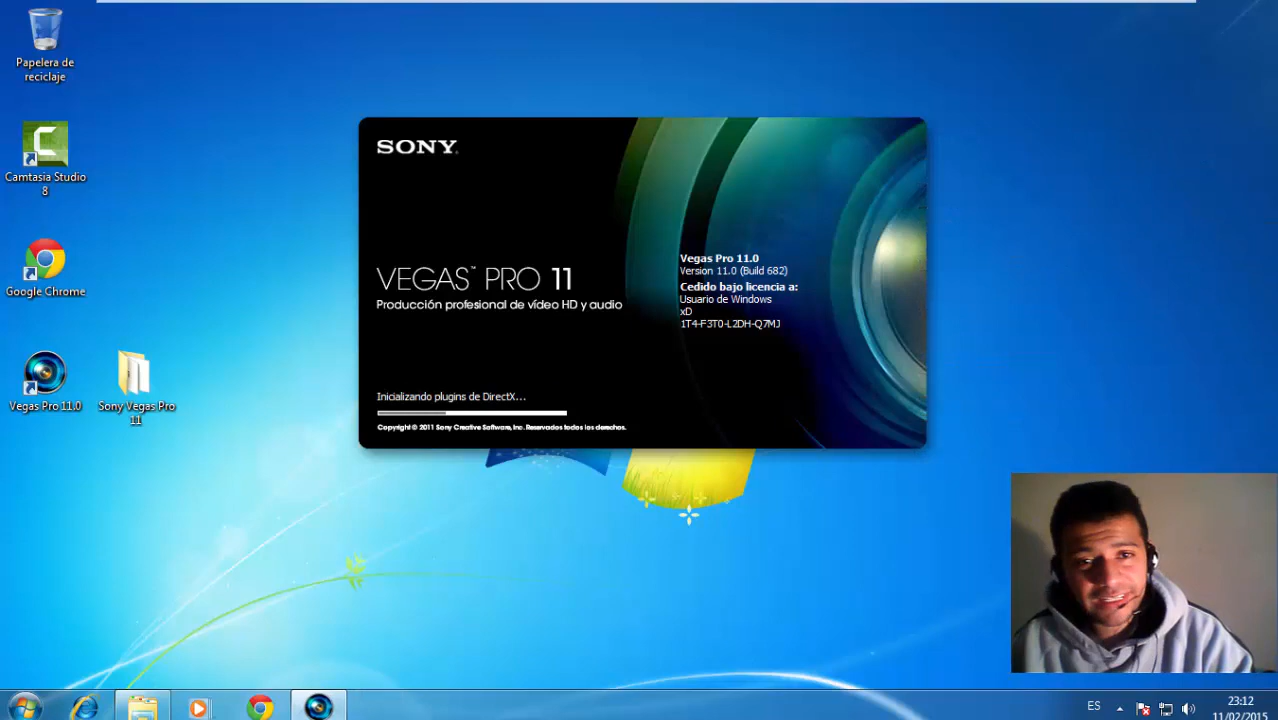 Papelera de
reciclaje
Camtasia Studio
8
Google Chrome
Vegas Pro 11.0
Sony Vegas Pro
11
SONY
VEGAS™ PRO 11
Producción profesional de vídeo HD y audio
Vegas Pro 11.0
Version 11.0 (Build 682)
Cedido bajo licencia a:
Usuario de Windows
xD
1T4-F3T0-L2DH-Q7MJ
Inicializando plugins de DirectX...
Copyright © 2011 Sony Creative Software, Inc. Reservados todos los derechos.
ES
23:12
11/02/2015